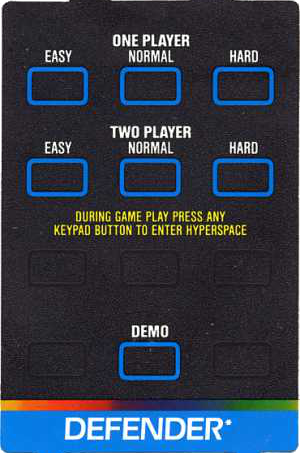 ONE PLAYER
EASY NORMAL HARD
TWO PLAYER
EASY NORMAL HARD
DURING GAME PLAY PRESS ANY
KEYPAD BUTTON TO ENTER HYPERSPACE
DEMO
DEFENDER*